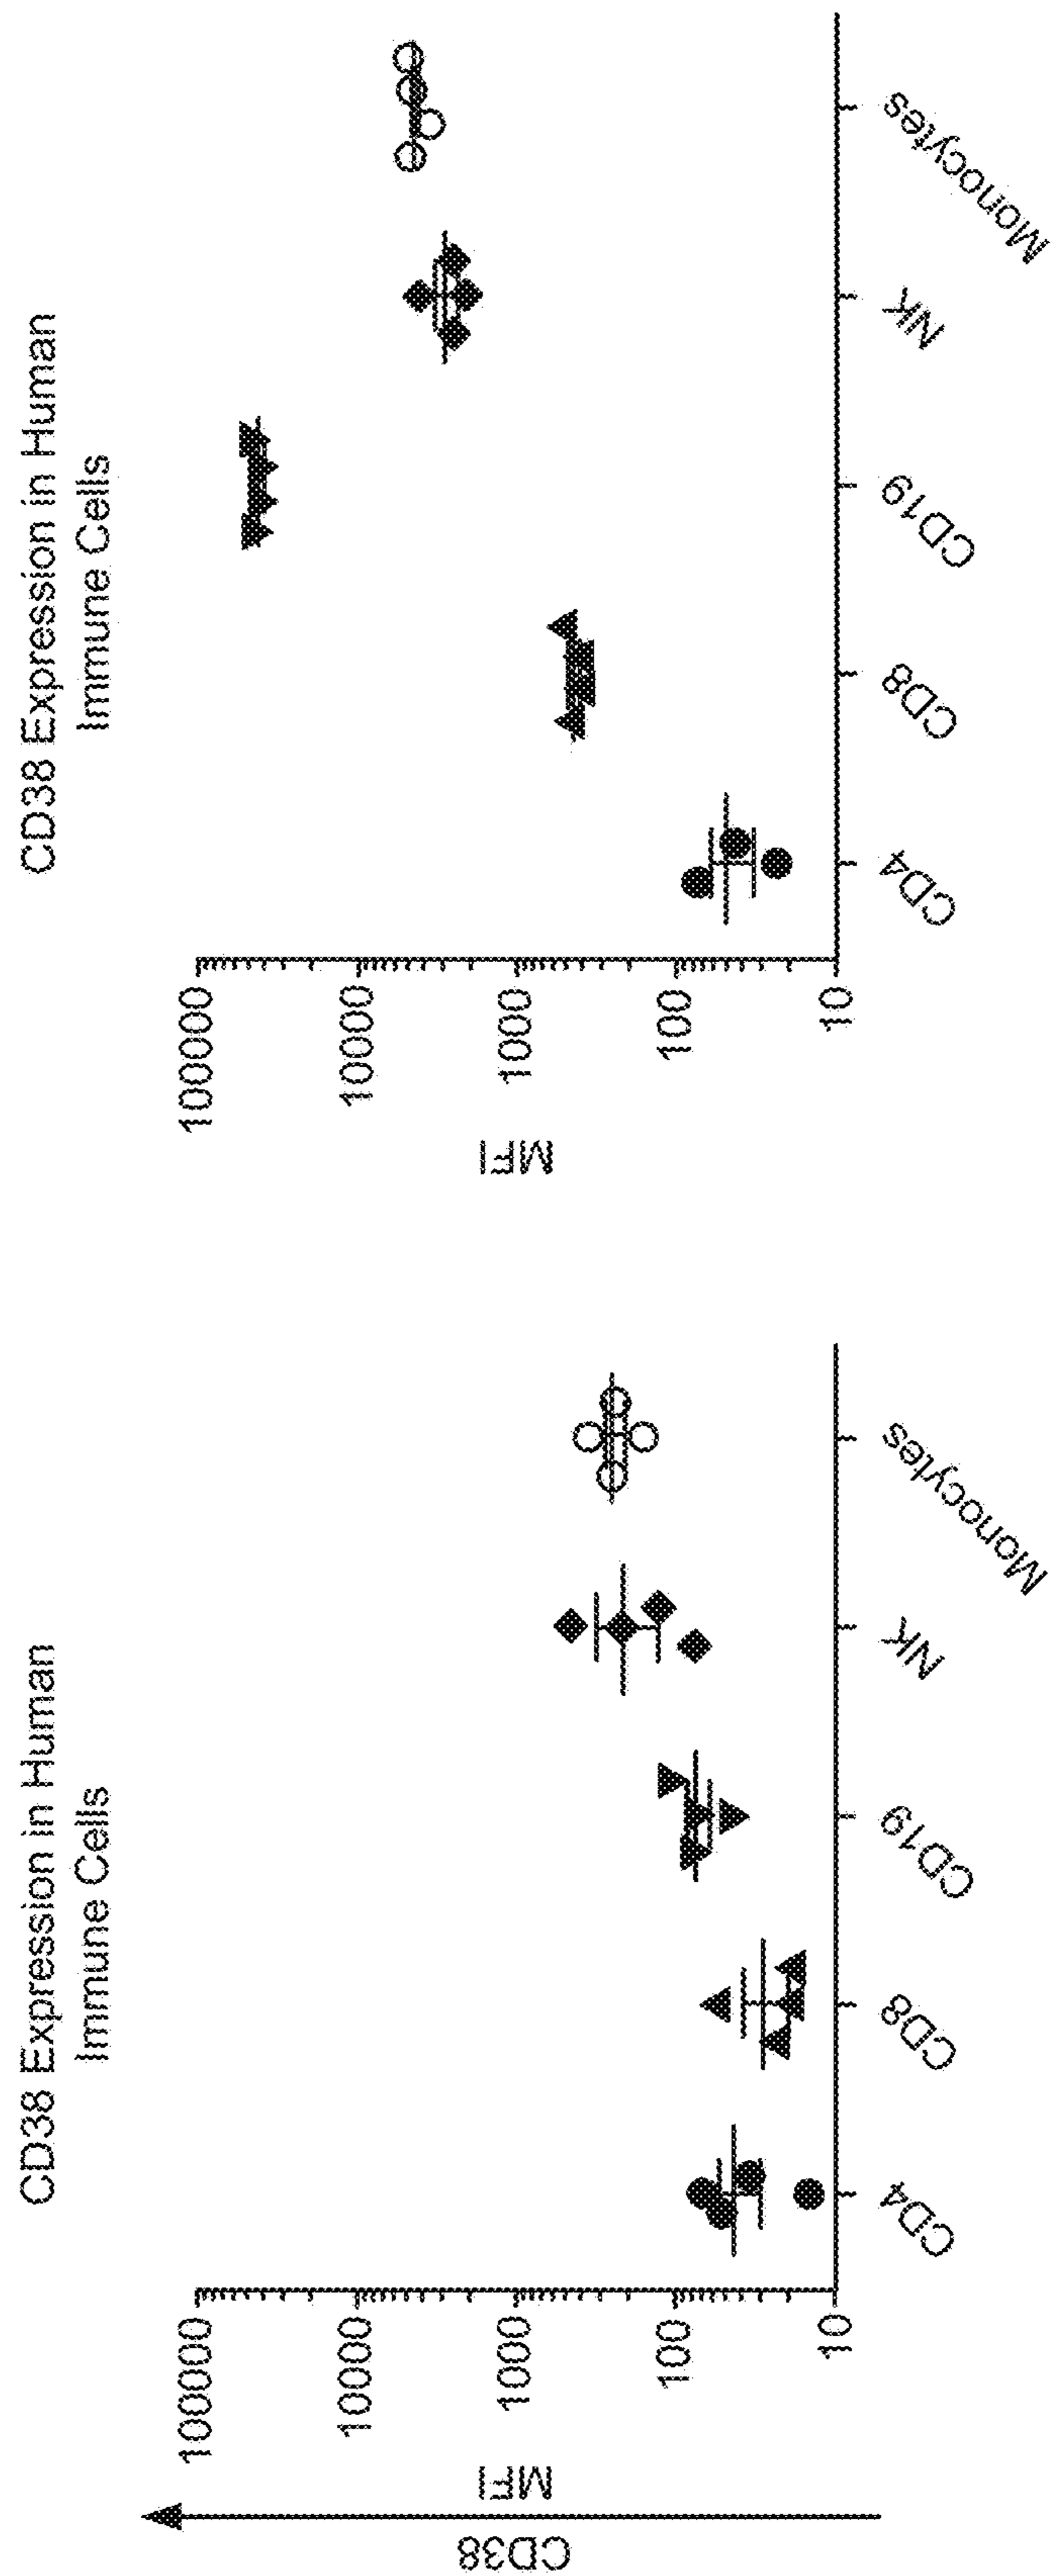 CD38 Expression in Human
Immune Cells
CD38
MFI
100000
10000
1000
100
10
CD4
CD8
CD19
NK
Monocytes
CD38 Expression in Human
Immune Cells
MFI
100000
10000
1000
100
10
CD4
CD8
CD19
NK
Monocytes